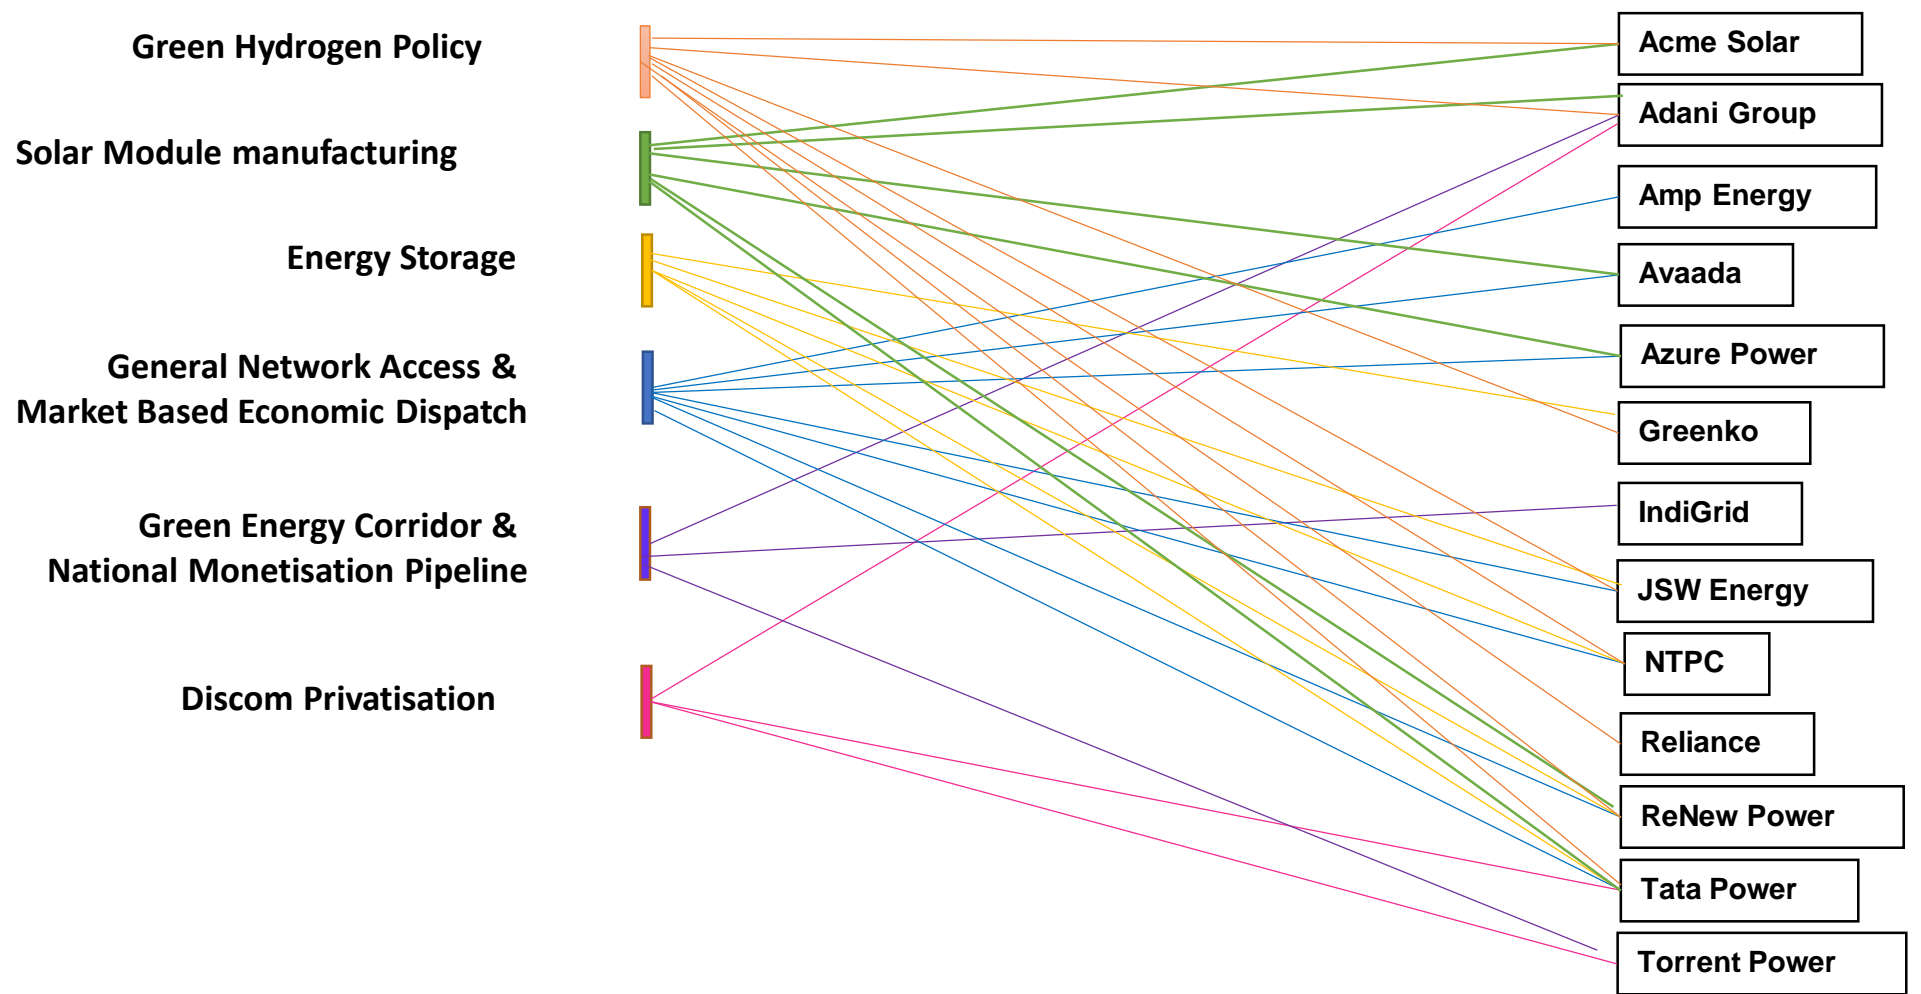 Green Hydrogen Policy
Solar Module manufacturing
Energy Storage
General Network Access &
Market Based Economic Dispatch
Green Energy Corridor &
National Monetisation Pipeline
Discom Privatisation
Acme Solar
Adani Group
Amp Energy
Avaada
Azure Power
Greenko
IndiGrid
JSW Energy
NTPC
Reliance
ReNew Power
Tata Power
Torrent Power